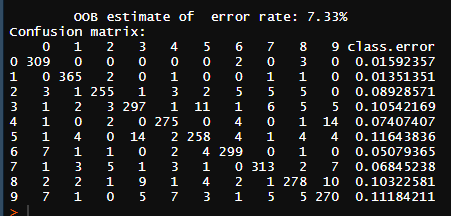 OOB estimate of  error rate: 7.33%
Confusion matrix:
    0   1   2   3   4   5   6   7   8   9 class.error
0 309   0   0   0   0   0   2   0   3   0  0.01592357
1   0 365   2   0   1   0   0   1   1   0  0.01351351
2   3   1 255   1   3   2   5   5   5   0  0.08928571
3   1   2   3 297   1  11   1   6   5   5  0.10542169
4   1   0   2   0 275   0   4   0   1  14  0.07407407
5   1   4   0  14   2 258   4   1   4   4  0.11643836
6   7   1   1   0   2   4 299   0   1   0  0.05079365
7   1   3   5   1   3   1   0 313   2   7  0.06845238
8   2   2   1   9   1   4   2   1 278  10  0.10322581
9   7   1   0   5   7   3   1   5   5 270  0.11184211
>